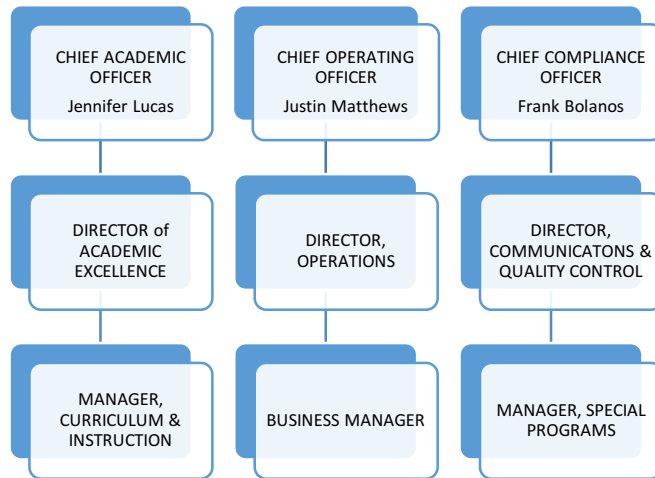 CHIEF ACADEMIC
OFFICER
Jennifer Lucas
CHIEF OPERATING
OFFICER
Justin Matthews
CHIEF COMPLIANCE
OFFICER
Frank Bolanos
DIRECTOR of
ACADEMIC
EXCELLENCE
DIRECTOR,
OPERATIONS
DIRECTOR,
COMMUNICATONS &
QUALITY CONTROL
MANAGER,
CURRICULUM &
INSTRUCTION
BUSINESS MANAGER
MANAGER, SPECIAL
PROGRAMS